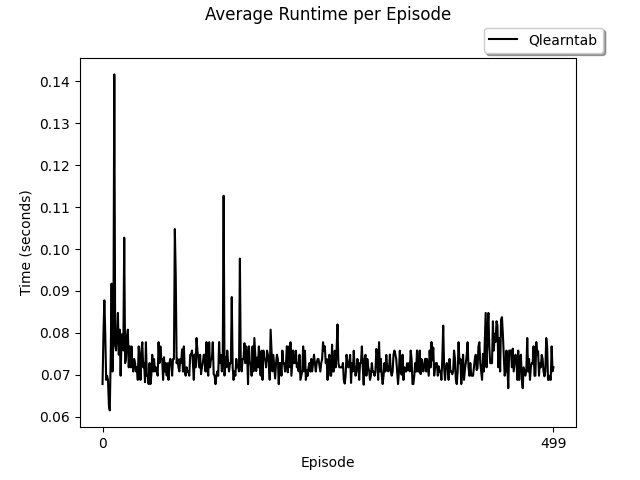 Average Runtime per Episode
Qlearntab
0.14
0.13
0.12
0.11
0.10
0.09
0.08
0.07
0.06
Time (seconds)
0 499
Episode